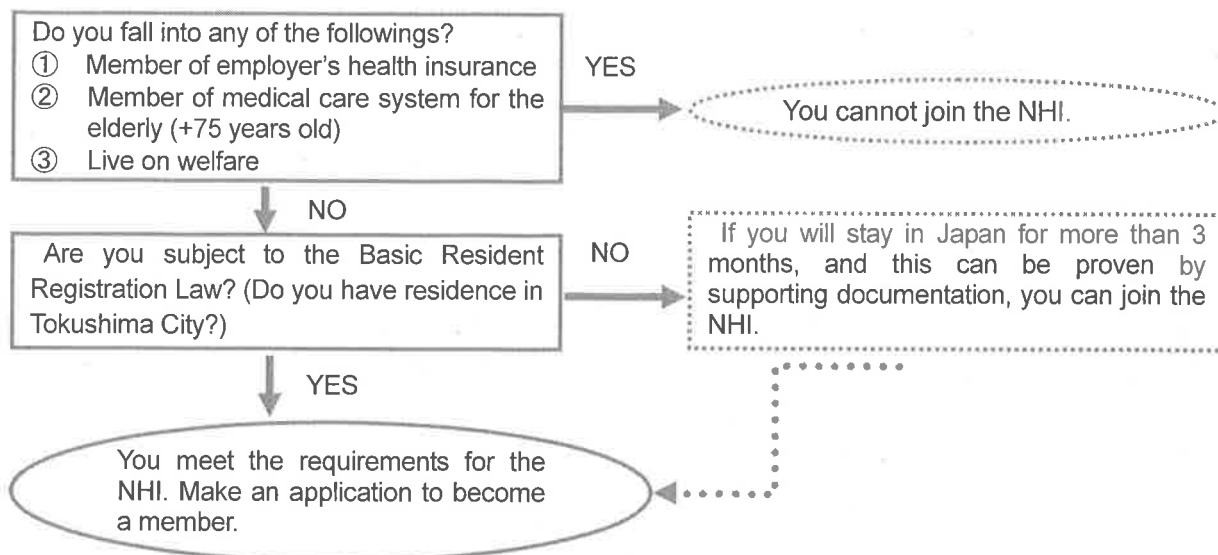 Do you fall into any of the followings?
① Member of employer's health insurance
② Member of medical care system for the
elderly (+75 years old)
③ Live on welfare
YES
You cannot join the NHI.
NO
Are you subject to the Basic Resident
Registration Law? (Do you have residence in
Tokushima City?)
NO
If you will stay in Japan for more than 3
months, and this can be proven by
supporting documentation, you can join the
NHI.
YES
You meet the requirements for the
NHI. Make an application to become
a member.